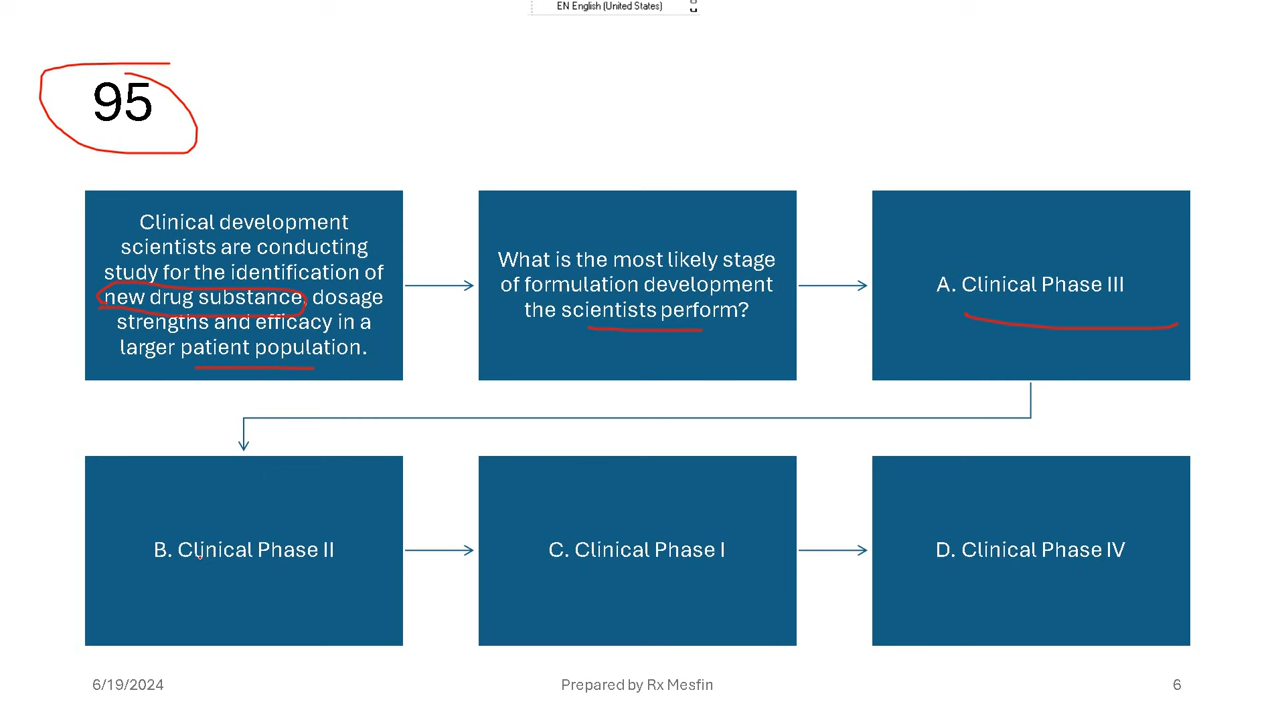 EN English (United States)
95
Clinical development
scientists are conducting
study for the identification of
new drug substance, dosage
strengths and efficacy in a
larger patient population.
What is the most likely stage
of formulation development
the scientists perform?
A. Clinical Phase III
B. Clinical Phase II
C. Clinical Phase I
D. Clinical Phase IV
6/19/2024
Prepared by Rx Mesfin
6